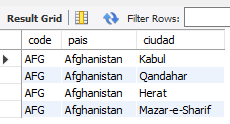 Result Grid Filter Rows:
code pais ciudad
AFG Afghanistan Kabul
AFG Afghanistan Qandahar
AFG Afghanistan Herat
AFG Afghanistan Mazar-e-Sharif